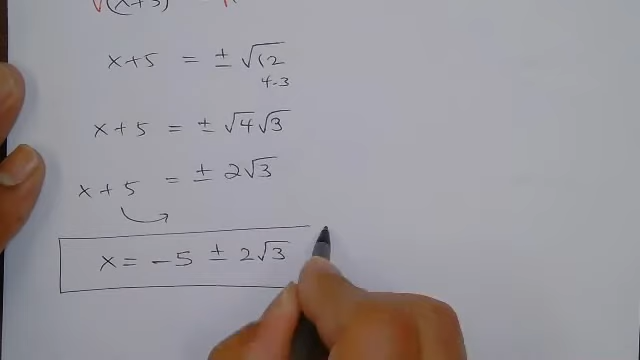 x+5 = ± √12
4·3
x+5 = ± √4 √3
x+5 = ± 2√3
x = -5 ± 2√3